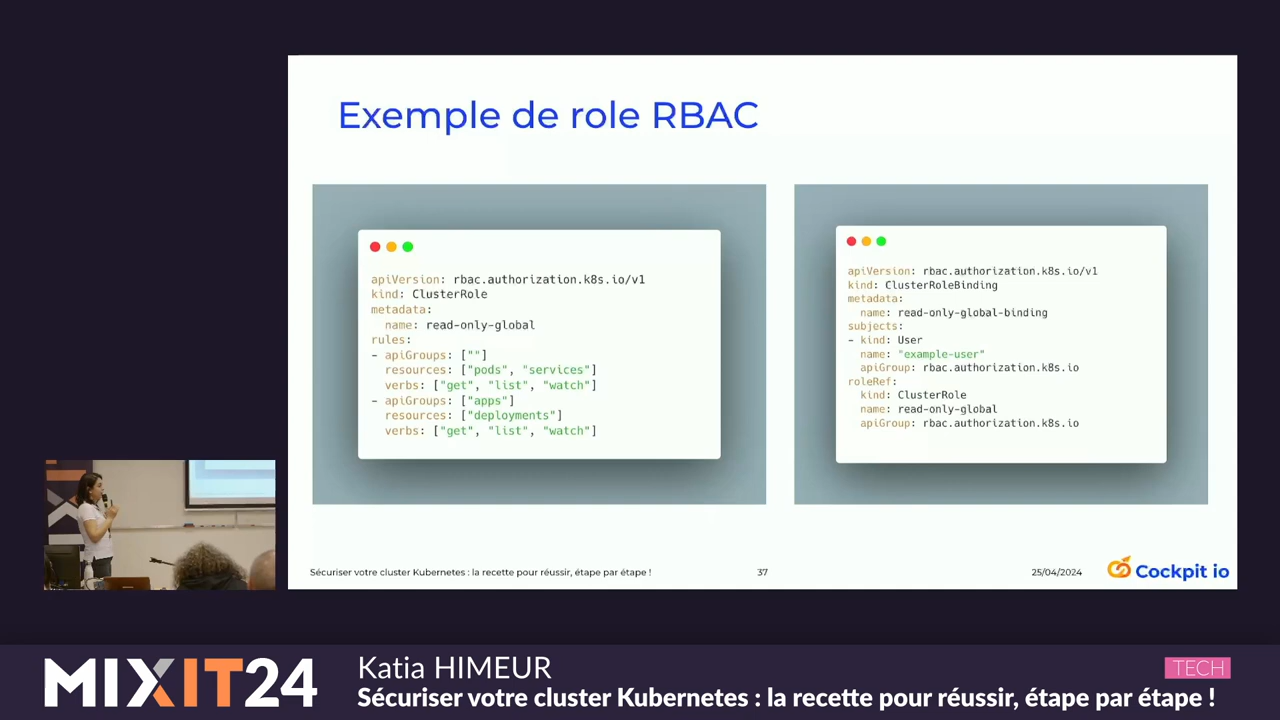 Exemple de role RBAC
apiVersion: rbac.authorization.k8s.io/v1
kind: ClusterRole
metadata:
  name: read-only-global
rules:
- apiGroups: [""]
  resources: ["pods", "services"]
  verbs: ["get", "list", "watch"]
- apiGroups: ["apps"]
  resources: ["deployments"]
  verbs: ["get", "list", "watch"]
apiVersion: rbac.authorization.k8s.io/v1
kind: ClusterRoleBinding
metadata:
  name: read-only-global-binding
subjects:
- kind: User
  name: "example-user"
  apiGroup: rbac.authorization.k8s.io
roleRef:
  kind: ClusterRole
  name: read-only-global
  apiGroup: rbac.authorization.k8s.io
Sécuriser votre cluster Kubernetes : la recette pour réussir, étape par étape !
37
25/04/2024
Cockpit io
MIXIT24
Katia HIMEUR
TECH
Sécuriser votre cluster Kubernetes : la recette pour réussir, étape par étape !